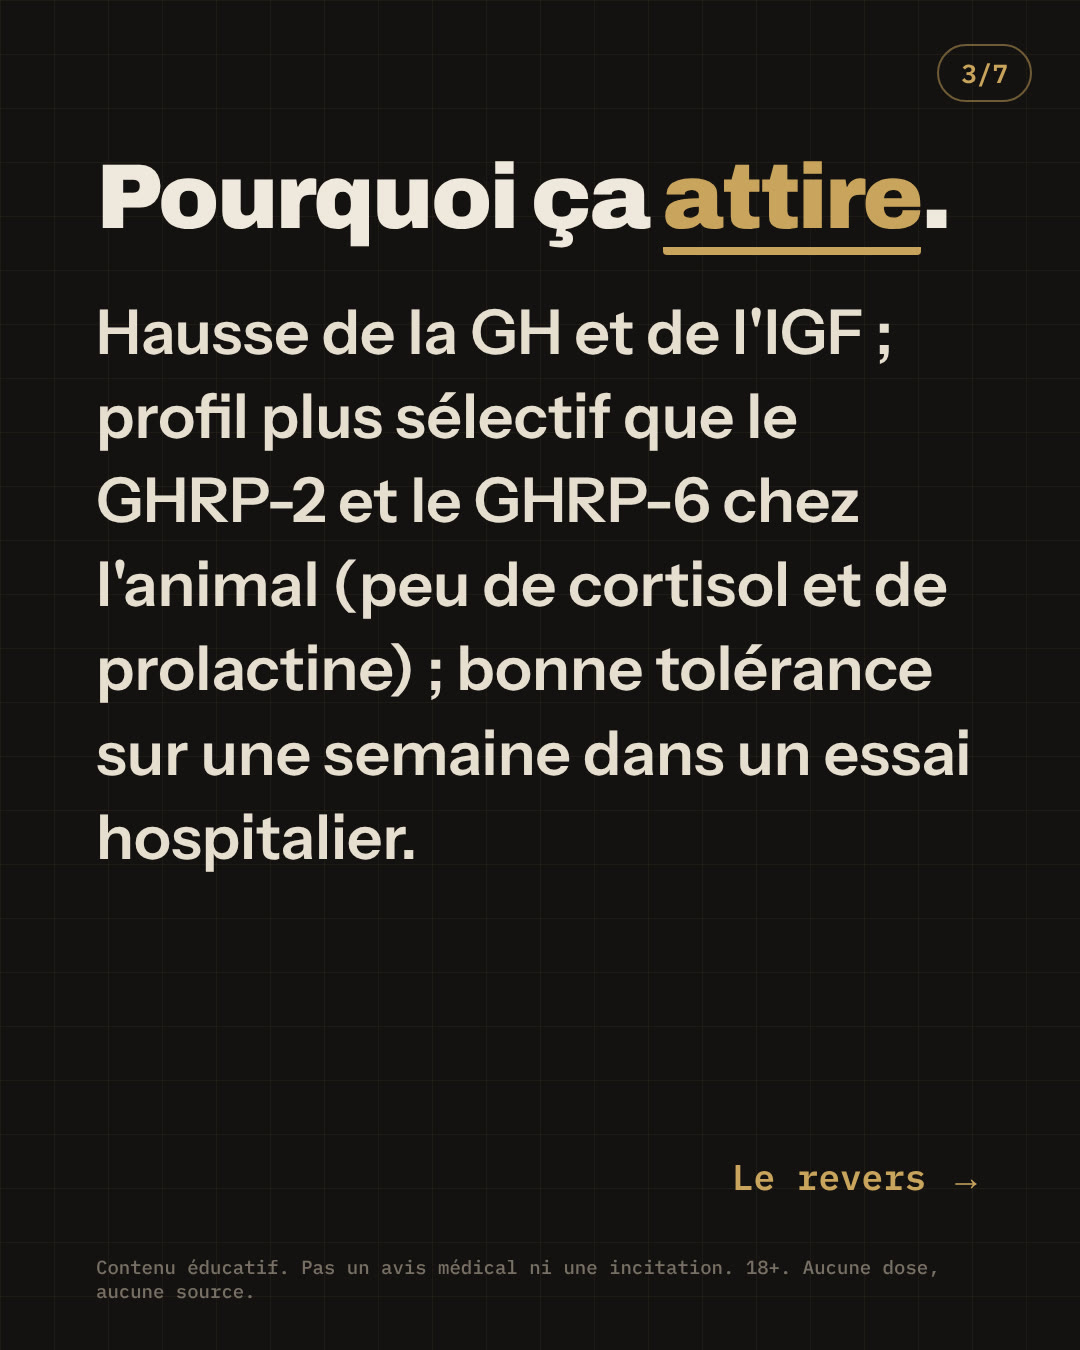 3/7
Pourquoi ça attire.
Hausse de la GH et de l'IGF ;
profil plus sélectif que le
GHRP-2 et le GHRP-6 chez
l'animal (peu de cortisol et de
prolactine) ; bonne tolérance
sur une semaine dans un essai
hospitalier.
Le revers →
Contenu éducatif. Pas un avis médical ni une incitation. 18+. Aucune dose,
aucune source.